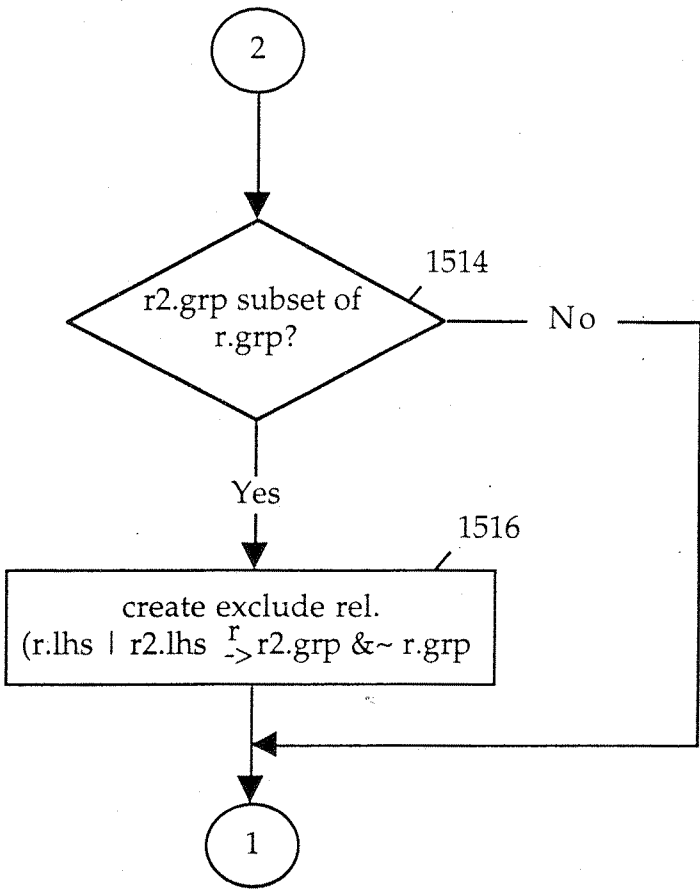 2
1514
r2.grp subset of
r.grp?
No
Yes
1516
create exclude rel.
r
(r.lhs | r2.lhs -> r2.grp &~ r.grp
1